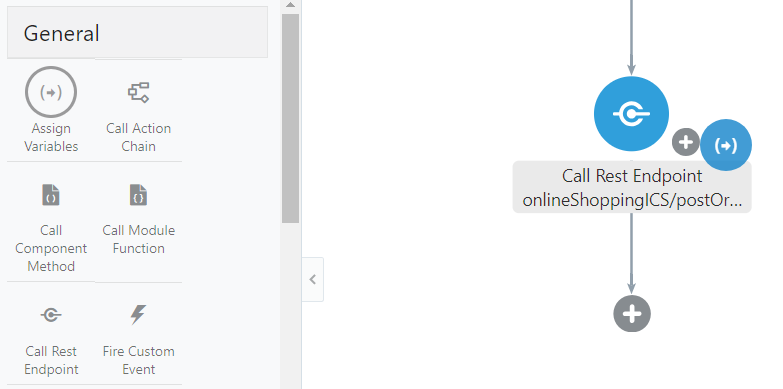 General
Assign
Variables
Call Action
Chain
Call
Component
Method
Call Module
Function
Call Rest
Endpoint
Fire Custom
Event
Call Rest Endpoint
onlineShoppingICS/postOr...